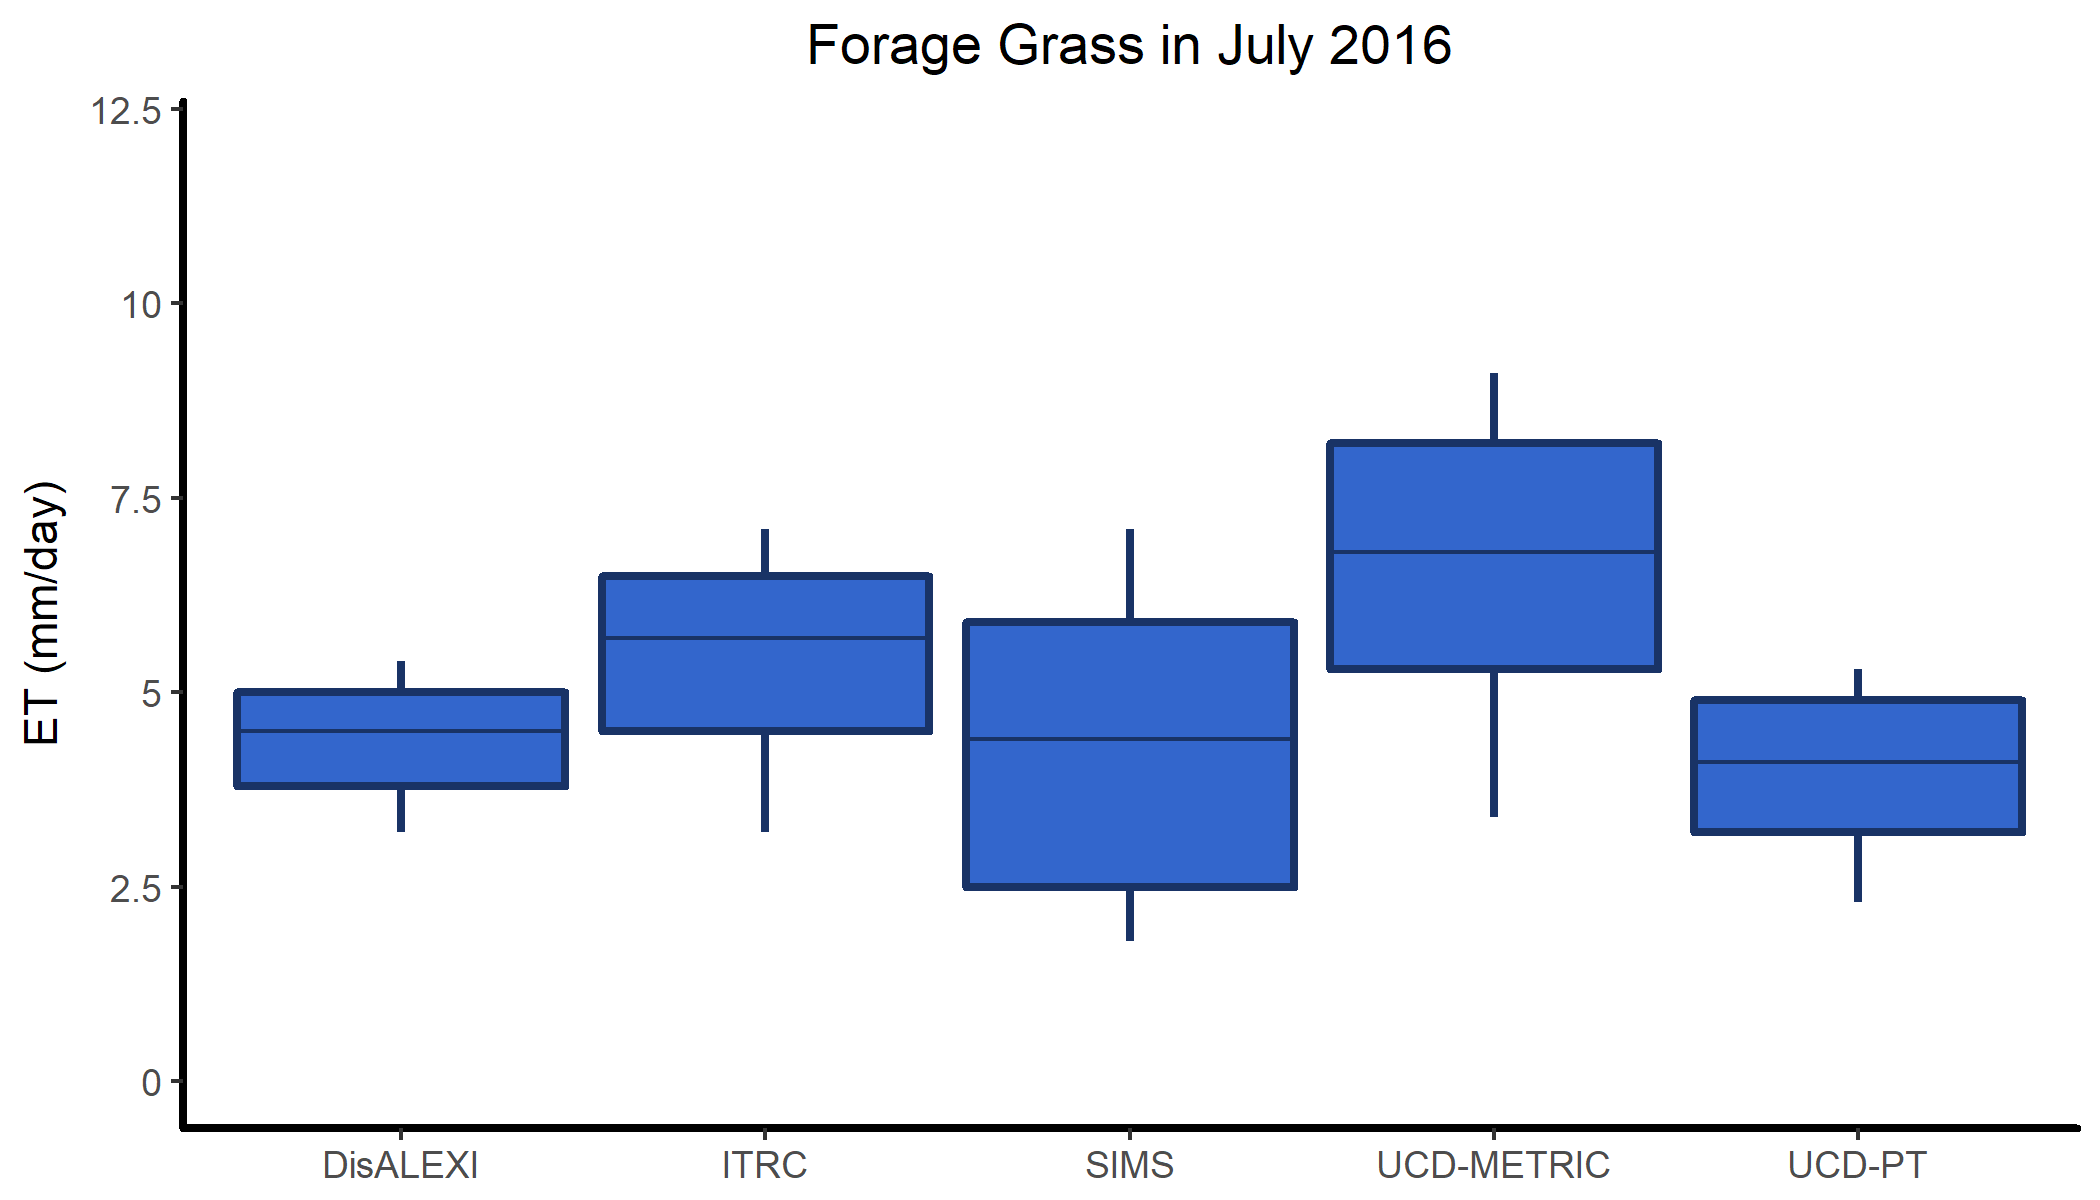 Forage Grass in July 2016
ET (mm/day)
12.5
10
7.5
5
2.5
0
DisALEXI
ITRC
SIMS
UCD-METRIC
UCD-PT